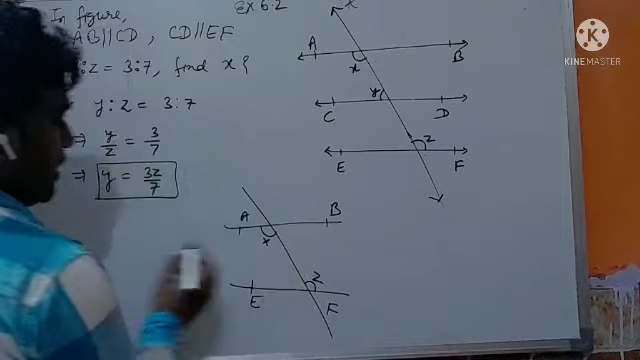 Ex 6.2
In figure,
AB||CD , CD||EF
:z = 3:7, find x?
y:z = 3:7
⇒ y/z = 3/7
⇒ y = 3z/7
A
B
x
y
C
D
z
E
F
A
B
x
z
E
F
KINEMASTER